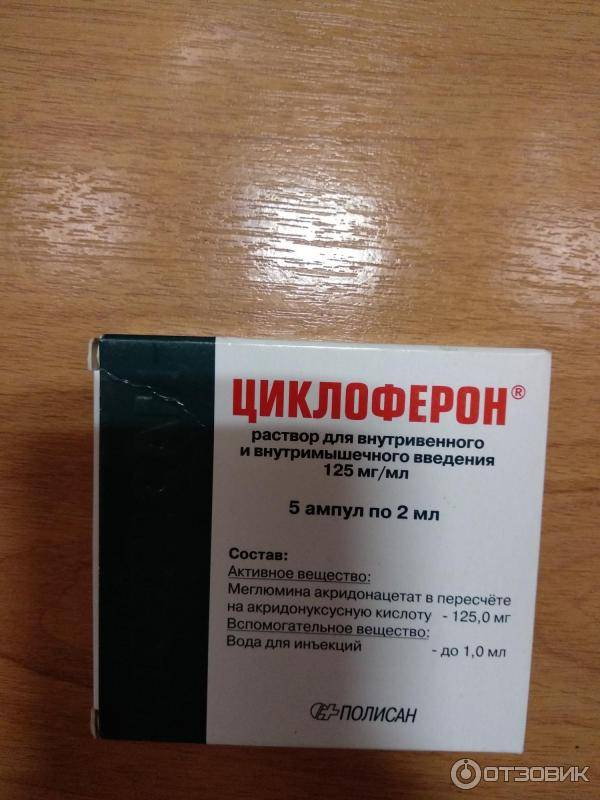 ЦИКЛОФЕРОН®
раствор для внутривенного
и внутримышечного введения
125 мг/мл
5 ампул по 2 мл
Состав:
Активное вещество:
Меглюмина акридонацетат в пересчёте
на акридонуксусную кислоту - 125,0 мг
Вспомогательное вещество:
Вода для инъекций - до 1,0 мл
ПОЛИСАН
ОТЗОВИК